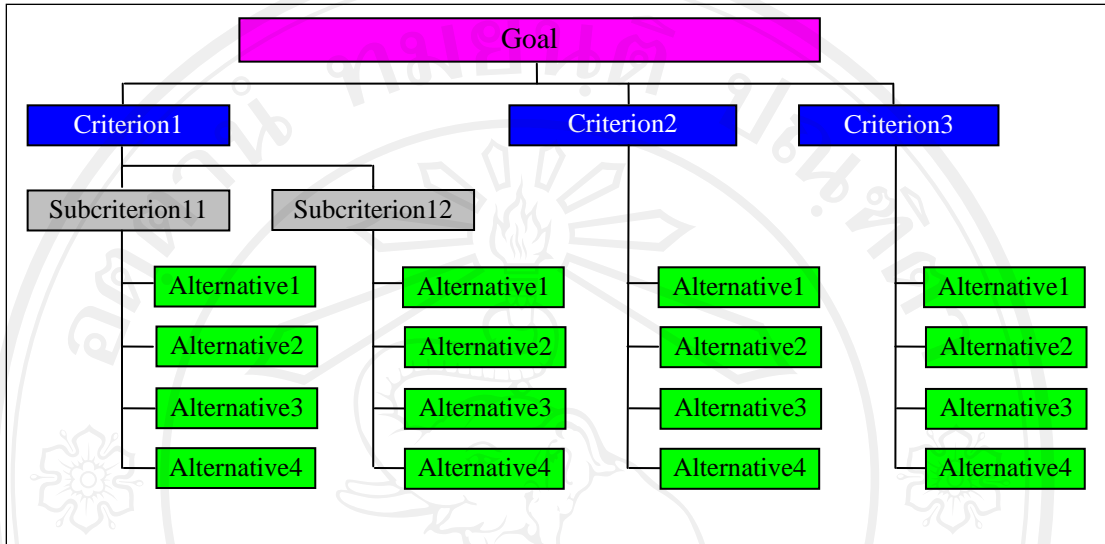 Goal
Criterion1
Criterion2
Criterion3
Subcriterion11
Subcriterion12
Alternative1
Alternative1
Alternative1
Alternative1
Alternative2
Alternative2
Alternative2
Alternative2
Alternative3
Alternative3
Alternative3
Alternative3
Alternative4
Alternative4
Alternative4
Alternative4